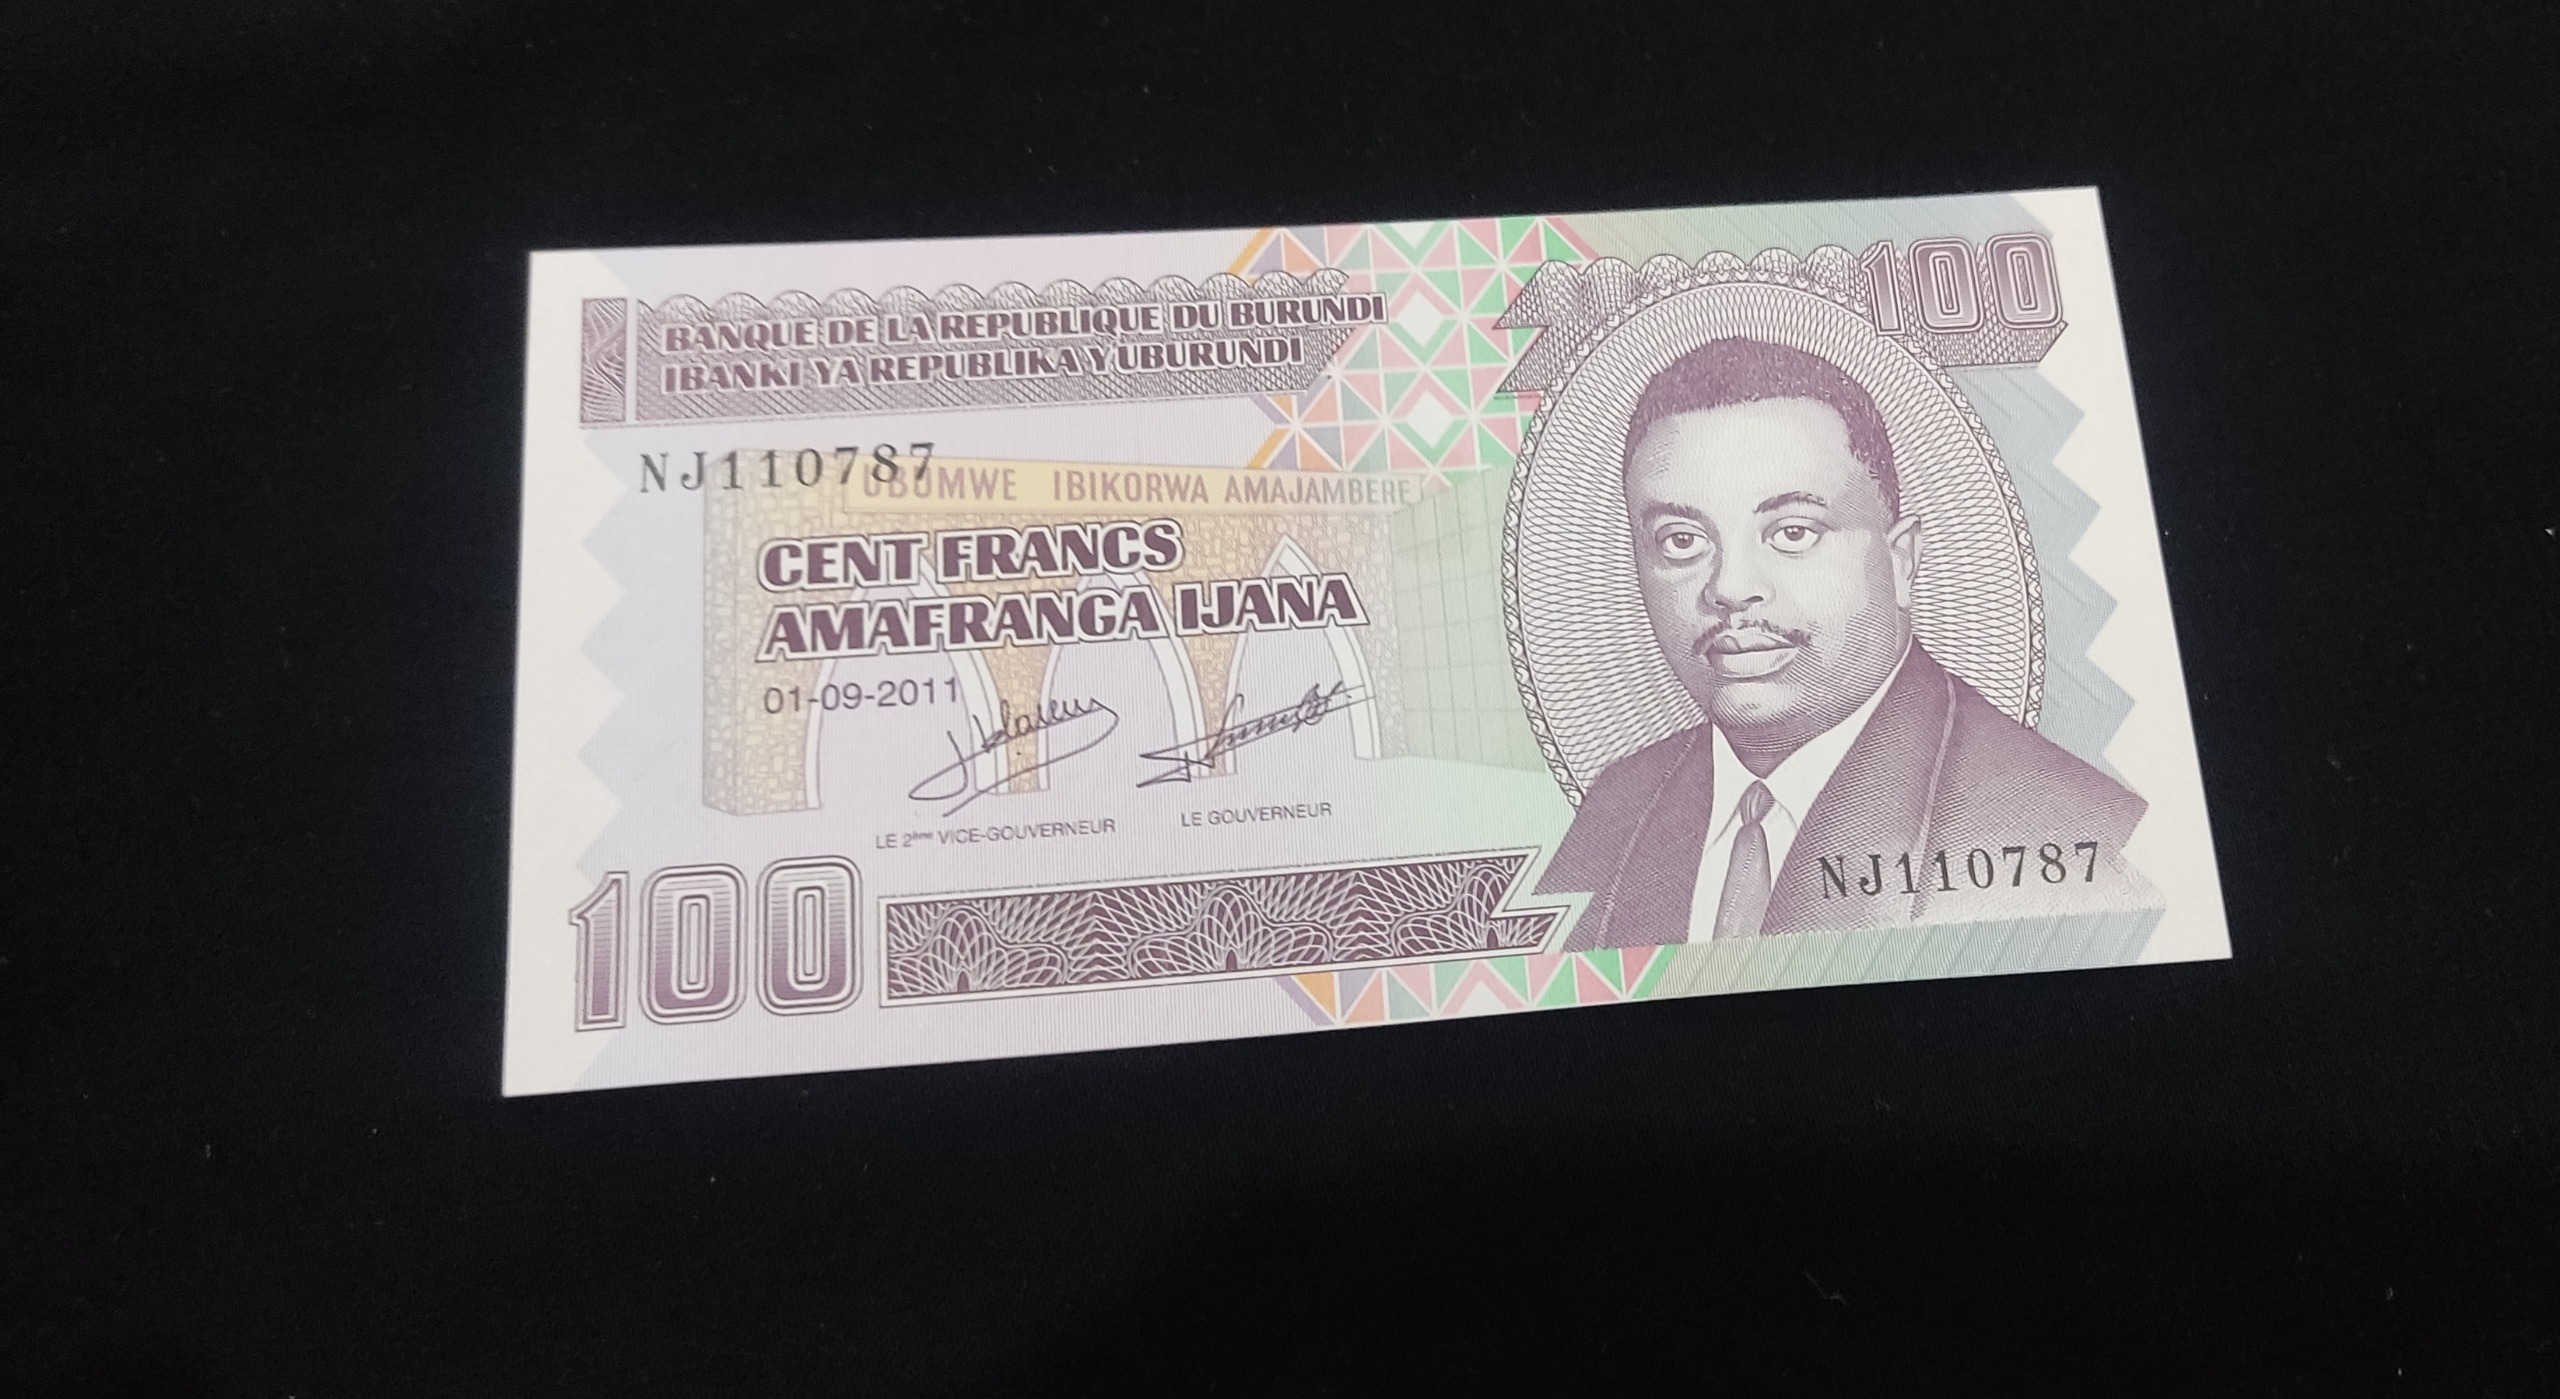 BANQUE DE LA REPUBLIQUE DU BURUNDI
IBANKI YA REPUBLIKA Y'UBURUNDI
100
NJ110787
UBUMWE IBIKORWA AMAJAMBERE
CENT FRANCS
AMAFRANGA IJANA
01-09-2011
LE 2ème VICE-GOUVERNEUR
LE GOUVERNEUR
NJ110787
100